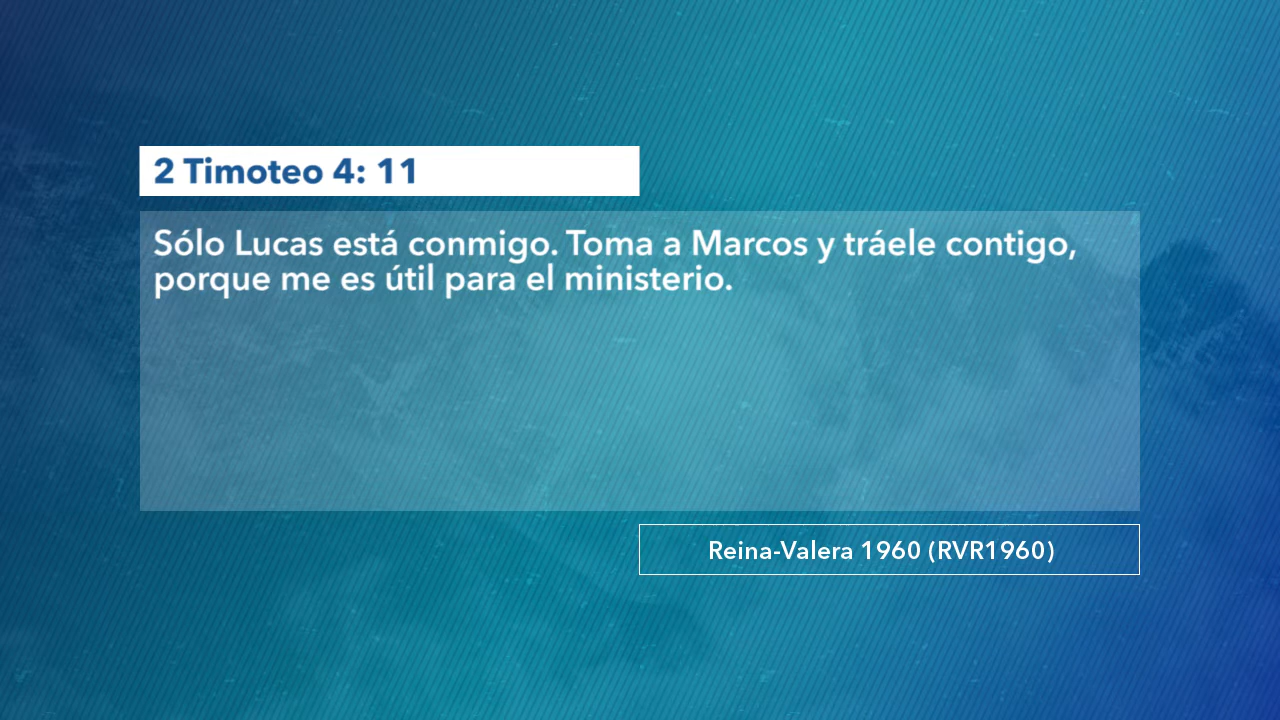 2 Timoteo 4: 11
Sólo Lucas está conmigo. Toma a Marcos y tráele contigo,
porque me es útil para el ministerio.
Reina-Valera 1960 (RVR1960)